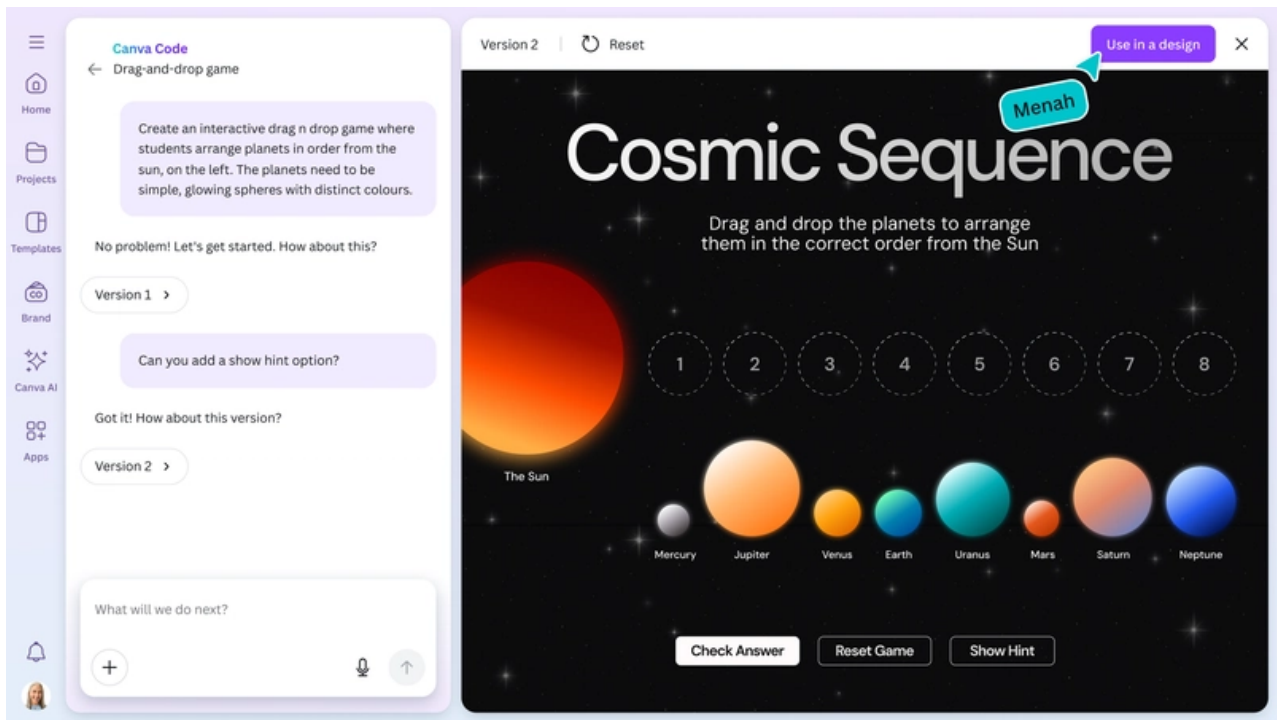 Home
Projects
Templates
CO
Brand
Canva AI
Apps
Canva Code
Drag-and-drop game
Create an interactive drag n drop game where
students arrange planets in order from the
sun, on the left. The planets need to be
simple, glowing spheres with distinct colours.
No problem! Let's get started. How about this?
Version 1
Can you add a show hint option?
Got it! How about this version?
Version 2
What will we do next?
Version 2
Reset
Use in a design
Menah
Cosmic Sequence
Drag and drop the planets to arrange
them in the correct order from the Sun
1 2 3 4 5 6 7 8
The Sun
Mercury Jupiter Venus Earth Uranus Mars Saturn Neptune
Check Answer Reset Game Show Hint